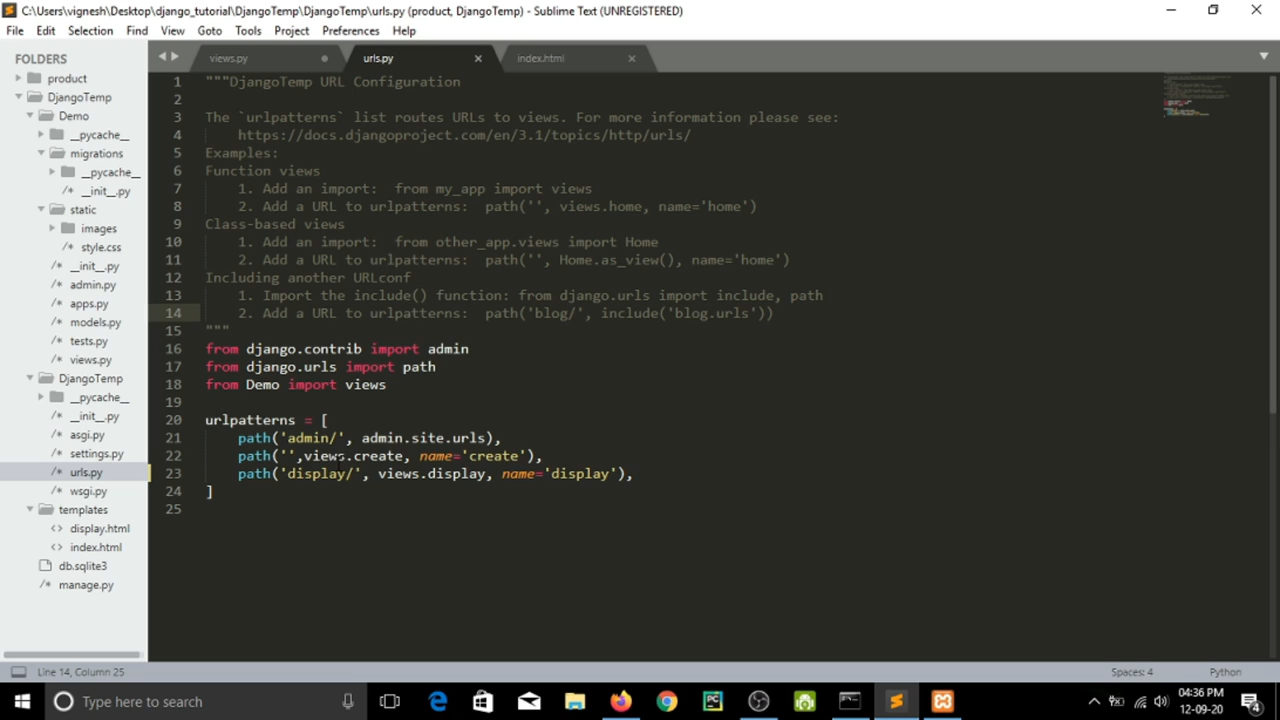 C:\Users\vignesh\Desktop\django_tutorial\DjangoTemp\DjangoTemp\urls.py (product, DjangoTemp) - Sublime Text (UNREGISTERED)
File Edit Selection Find View Goto Tools Project Preferences Help
FOLDERS
product
DjangoTemp
Demo
__pycache__
migrations
__pycache__
/* __init__.py
static
images
/* style.css
/* __init__.py
/* admin.py
/* apps.py
/* models.py
/* tests.py
/* views.py
DjangoTemp
__pycache__
/* __init__.py
/* asgi.py
/* settings.py
/* urls.py
/* wsgi.py
templates
<> display.html
<> index.html
db.sqlite3
/* manage.py
views.py urls.py index.html
1 """DjangoTemp URL Configuration
2
3 The `urlpatterns` list routes URLs to views. For more information please see:
4 https://docs.djangoproject.com/en/3.1/topics/http/urls/
5 Examples:
6 Function views
7 1. Add an import: from my_app import views
8 2. Add a URL to urlpatterns: path('', views.home, name='home')
9 Class-based views
10 1. Add an import: from other_app.views import Home
11 2. Add a URL to urlpatterns: path('', Home.as_view(), name='home')
12 Including another URLconf
13 1. Import the include() function: from django.urls import include, path
14 2. Add a URL to urlpatterns: path('blog/', include('blog.urls'))
15 """
16 from django.contrib import admin
17 from django.urls import path
18 from Demo import views
19
20 urlpatterns = [
21 path('admin/', admin.site.urls),
22 path('',views.create, name='create'),
23 path('display/', views.display, name='display'),
24 ]
25
Line 14, Column 25 Spaces: 4 Python
Type here to search
04:36 PM
12-09-20
4